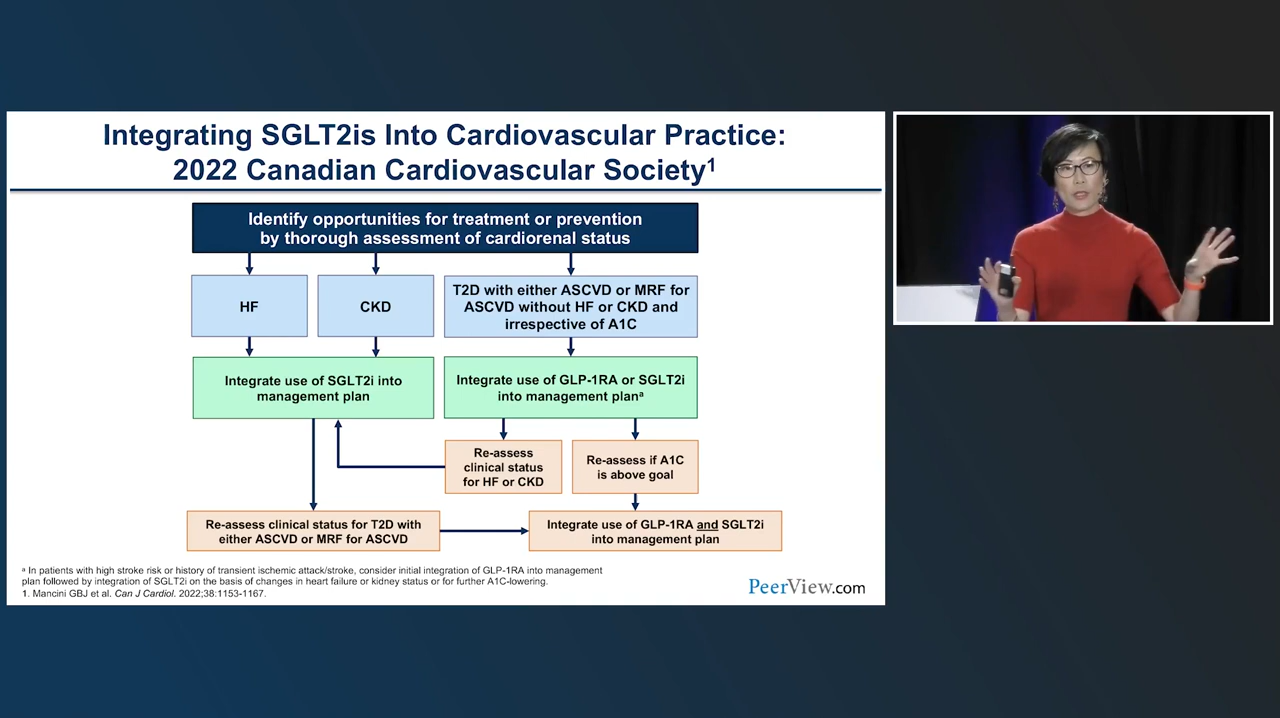 Integrating SGLT2is Into Cardiovascular Practice:
2022 Canadian Cardiovascular Society1
Identify opportunities for treatment or prevention
by thorough assessment of cardiorenal status
HF
CKD
T2D with either ASCVD or MRF for
ASCVD without HF or CKD and
irrespective of A1C
Integrate use of SGLT2i into
management plan
Integrate use of GLP-1RA or SGLT2i
into management plana
Re-assess
clinical status
for HF or CKD
Re-assess if A1C
is above goal
Re-assess clinical status for T2D with
either ASCVD or MRF for ASCVD
Integrate use of GLP-1RA and SGLT2i
into management plan
a In patients with high stroke risk or history of transient ischemic attack/stroke, consider initial integration of GLP-1RA into management
plan followed by integration of SGLT2i on the basis of changes in heart failure or kidney status or for further A1C-lowering.
1. Mancini GBJ et al. Can J Cardiol. 2022;38:1153-1167.
PeerView.com